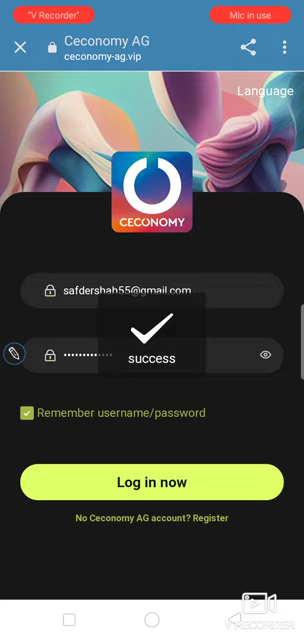 "V Recorder"
Mic in use
Ceconomy AG
ceconomy-ag.vip
Language
CECONOMY
safdershah55@gmail.com
success
Remember username/password
Log in now
No Ceconomy AG account? Register
V RECORDER